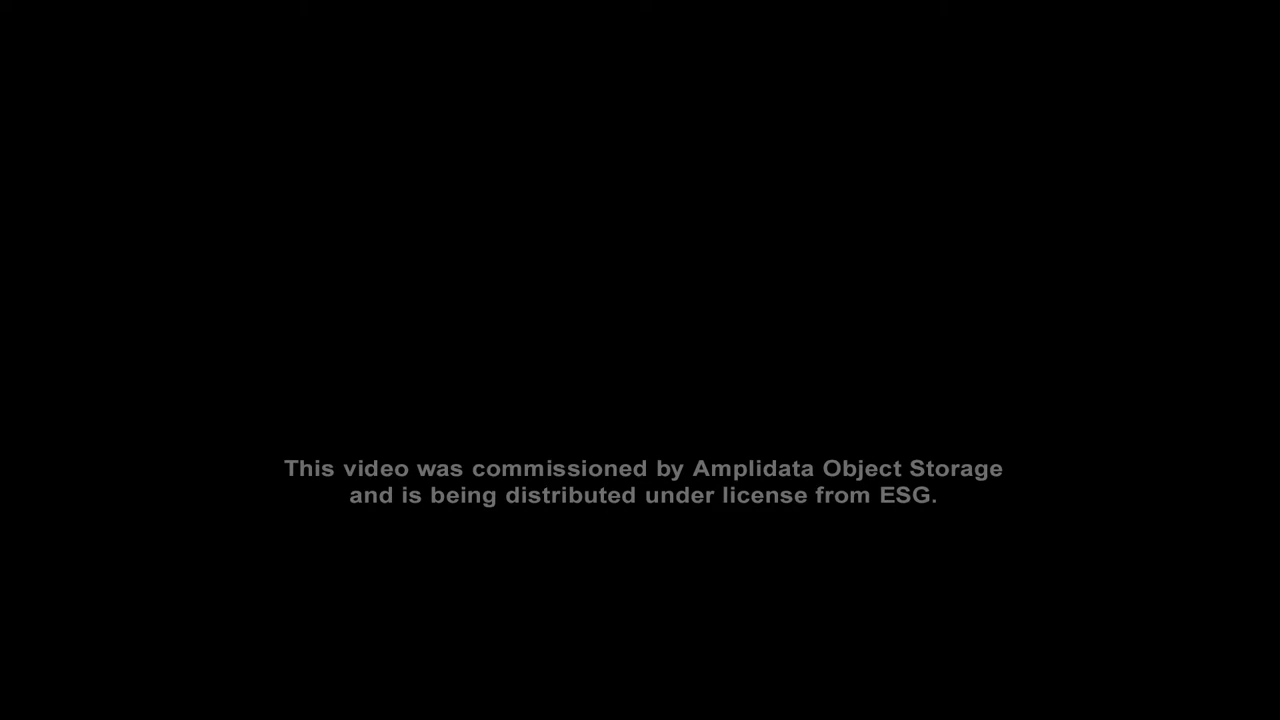 This video was commissioned by Amplidata Object Storage
and is being distributed under license from ESG.